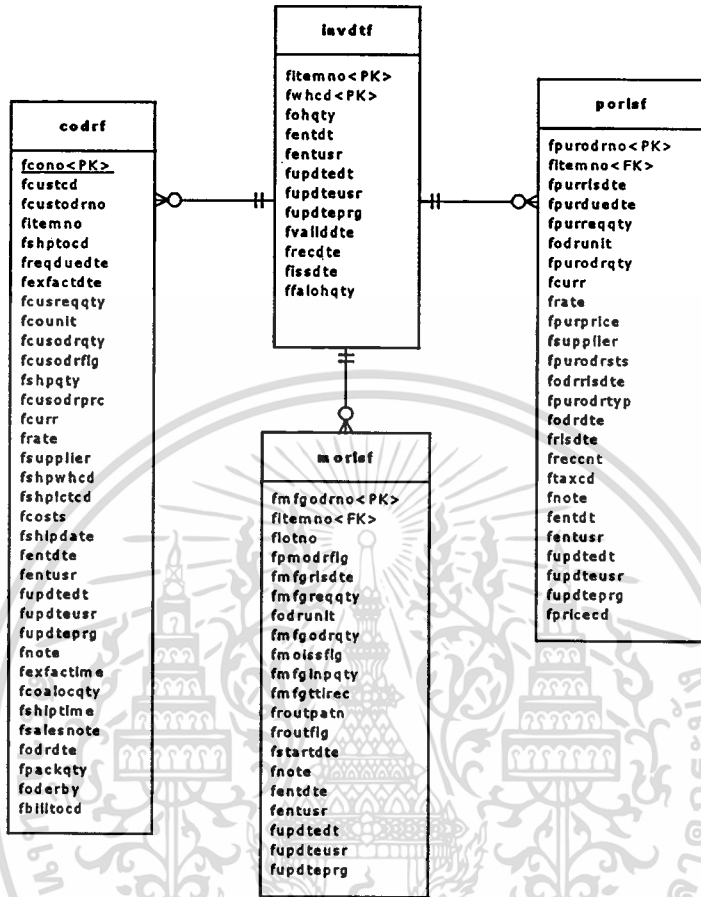 invdtf
fitemno<PK>
fwhcd<PK>
fohqty
fentdt
fentusr
fupdtedt
fupdteusr
fupdteprg
fvaliddte
frecdte
fissdte
ffalohqty
codrf
fcono<PK>
fcustcd
fcustodrno
fitemno
fshptocd
freqduedte
fexfactdte
fcusreqqty
fcounit
fcusodrqty
fcusodrflg
fshpqty
fcusodrprc
fcurr
frate
fsupplier
fshpwhcd
fshplctcd
fcosts
fshipdate
fentdte
fentusr
fupdtedt
fupdteusr
fupdteprg
fnote
fexfactime
fcoalocqty
fshiptime
fsalesnote
fodrdte
fpackqty
foderby
fbilltocd
morlsf
fmfgodrno<PK>
fitemno<FK>
flotno
fpmodrflg
fmfgrlsdte
fmfgreqqty
fodrunit
fmfgodrqty
fmoissflg
fmfginpqty
fmfgttlrec
froutpatn
froutflg
fstartdte
fnote
fentdte
fentusr
fupdtedt
fupdteusr
fupdteprg
porlsf
fpurodrno<PK>
fitemno<FK>
fpurrlsdte
fpurduedte
fpurreqqty
fodrunit
fpurodrqty
fcurr
frate
fpurprice
fsupplier
fpurodrsts
fodrrlsdte
fpurodrtyp
fodrdte
frlsdte
freccnt
ftaxcd
fnote
fentdt
fentusr
fupdtedt
fupdteusr
fupdteprg
fpricecd